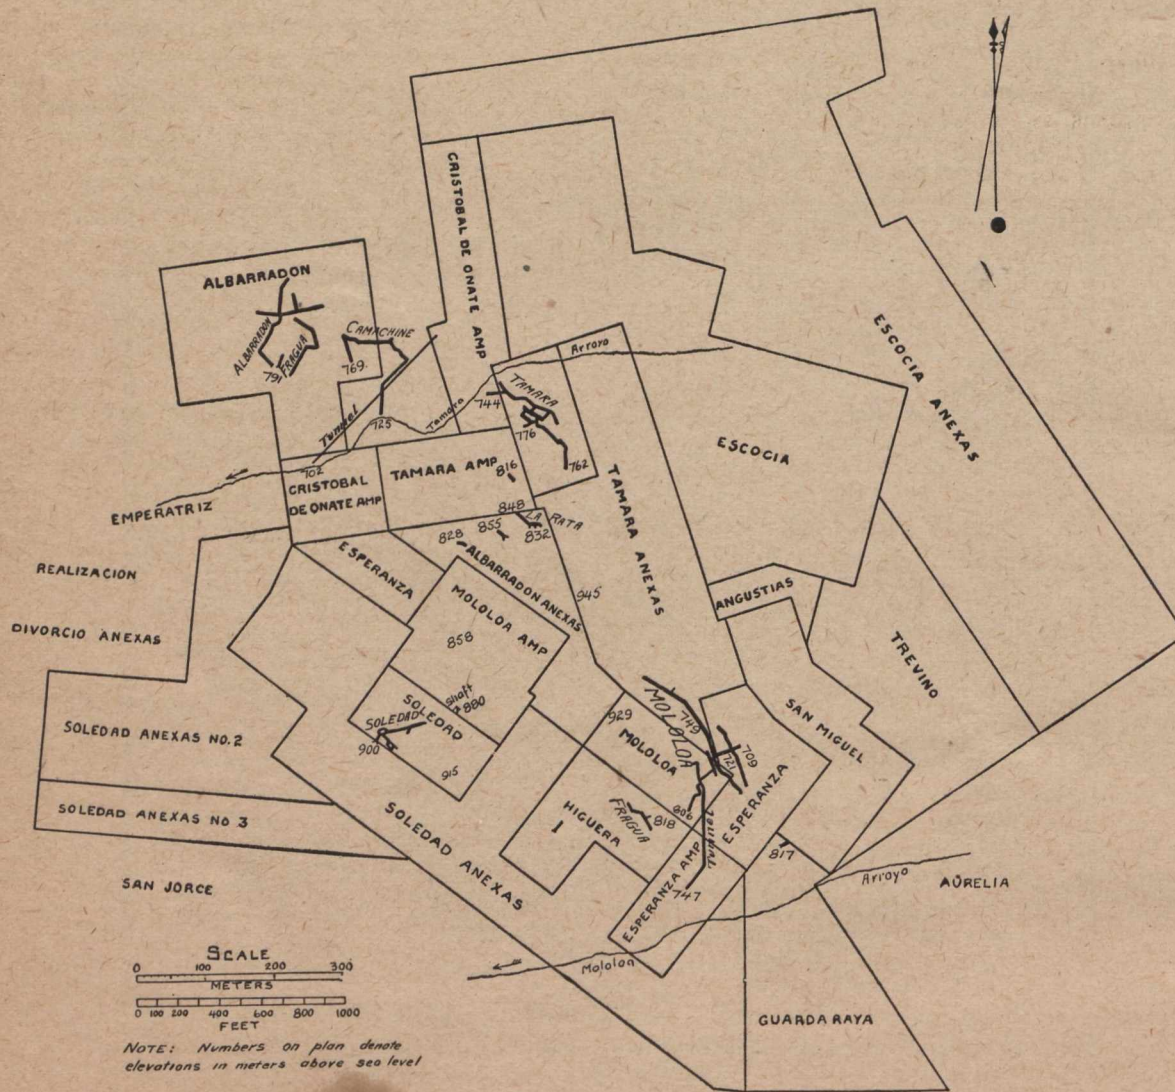 CRISTOBAL DE ONATE AMP
ALBARRADON
ALBARRADON
FRAGUA
791
CAMACHINE
769
Tunnel
725
Tamara
702
Arroyo
TAMARA
744
776
762
ESCOCIA ANEXAS
ESCOCIA
TAMARA ANEXAS
TAMARA AMP
816
CRISTOBAL
DE ONATE AMP
EMPERATRIZ
848
LA RATA
832
855
828
ALBARRADON ANEXAS
945
REALIZACION
ESPERANZA
MOLOLOA AMP
858
ANGUSTIAS
DIVORCIO ANEXAS
TREVINO
Shaft
880
SOLEDAD
SOLEDAD
900
915
SOLEDAD ANEXAS NO.2
SOLEDAD ANEXAS NO 3
SOLEDAD ANEXAS
MOLOLOA
749
929
MOLOLOA
709
721
SAN MIGUEL
ESPERANZA
806
FRAGUA
818
HIGUERA
Tunnel
ESPERANZA AMP
747
817
Arroyo
AURELIA
Mololoa
SAN JORCE
GUARDA RAYA
SCALE
0 100 200 300
METERS
0 100 200 400 600 800 1000
FEET
NOTE: Numbers on plan denote
elevations in meters above sea level